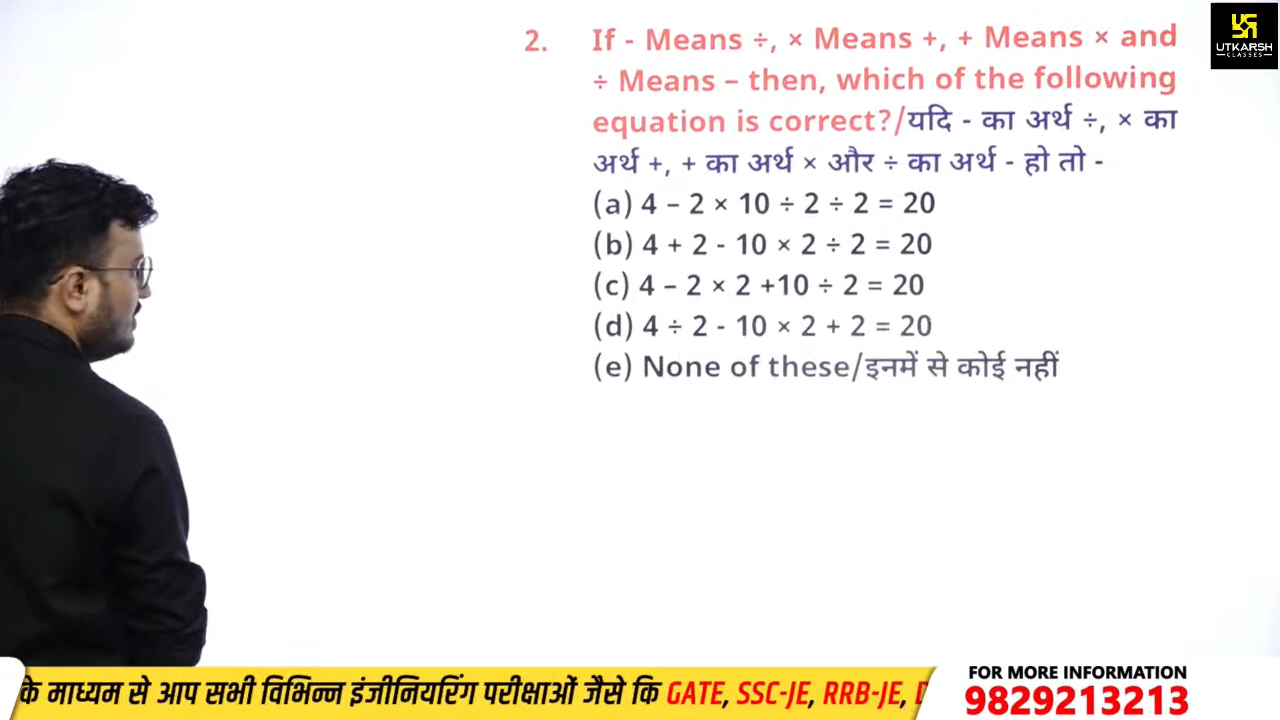 2. If - Means ÷, × Means +, + Means × and
÷ Means – then, which of the following
equation is correct?/यदि - का अर्थ ÷, × का
अर्थ +, + का अर्थ × और ÷ का अर्थ - हो तो -
(a) 4 – 2 × 10 ÷ 2 ÷ 2 = 20
(b) 4 + 2 - 10 × 2 ÷ 2 = 20
(c) 4 – 2 × 2 +10 ÷ 2 = 20
(d) 4 ÷ 2 - 10 × 2 + 2 = 20
(e) None of these/इनमें से कोई नहीं
UTKARSH
CLASSES
के माध्यम से आप सभी विभिन्न इंजीनियरिंग परीक्षाओं जैसे कि GATE, SSC-JE, RRB-JE,
FOR MORE INFORMATION
9829213213